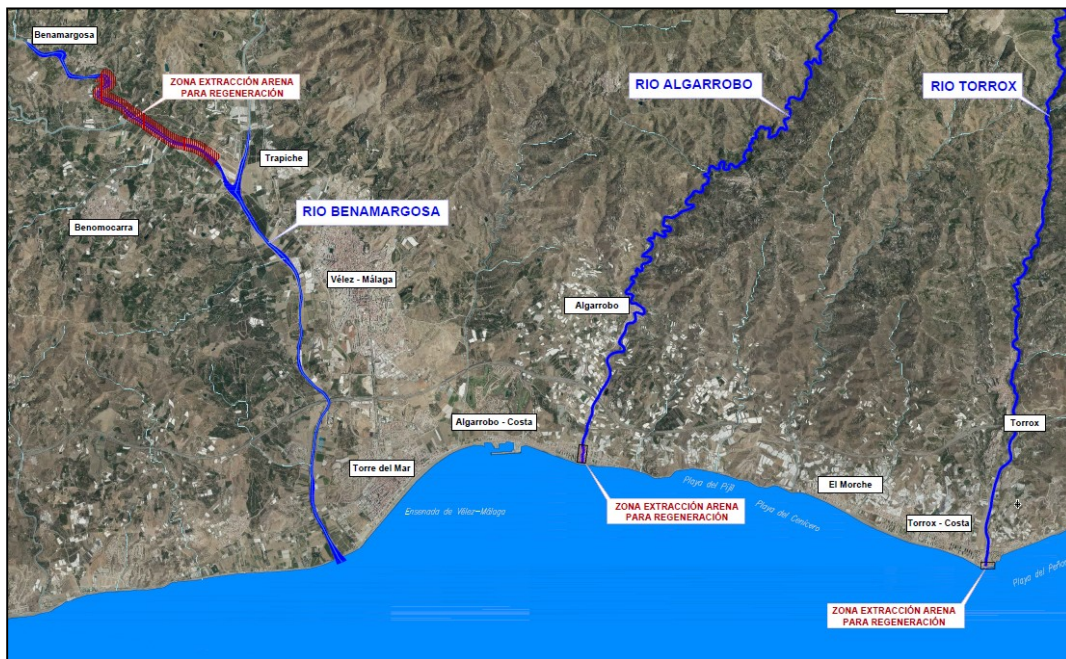 Benamargosa
ZONA EXTRACCIÓN ARENA
PARA REGENERACIÓN
RIO ALGARROBO
RIO TORROX
Trapiche
Benomocarra
RIO BENAMARGOSA
Vélez - Málaga
Algarrobo
Algarrobo - Costa
Torrox
Torre del Mar
Playa del Pijil
El Morche
Ensenada de Vélez-Málaga
ZONA EXTRACCIÓN ARENA
PARA REGENERACIÓN
Playa del Cenicero
Torrox - Costa
Playa del
ZONA EXTRACCIÓN ARENA
PARA REGENERACIÓN